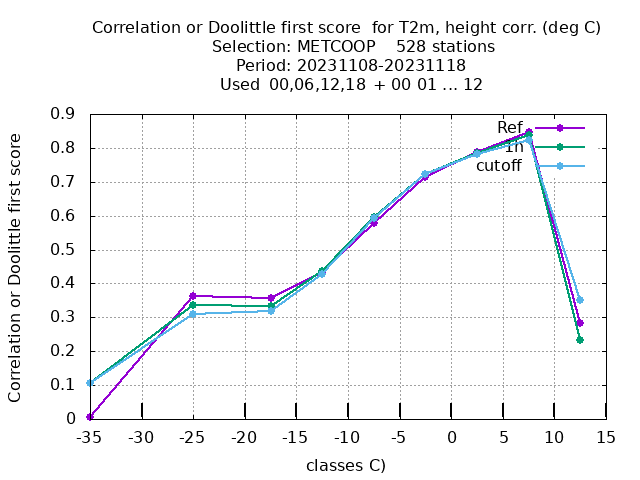 Correlation or Doolittle first score  for T2m, height corr. (deg C)
Selection: METCOOP    528 stations
Period: 20231108-20231118
Used  00,06,12,18  + 00 01 ... 12
Correlation or Doolittle first score
0.9
0.8
0.7
0.6
0.5
0.4
0.3
0.2
0.1
0
Ref
1h
cutoff
-35 -30 -25 -20 -15 -10 -5 0 5 10 15
classes C)